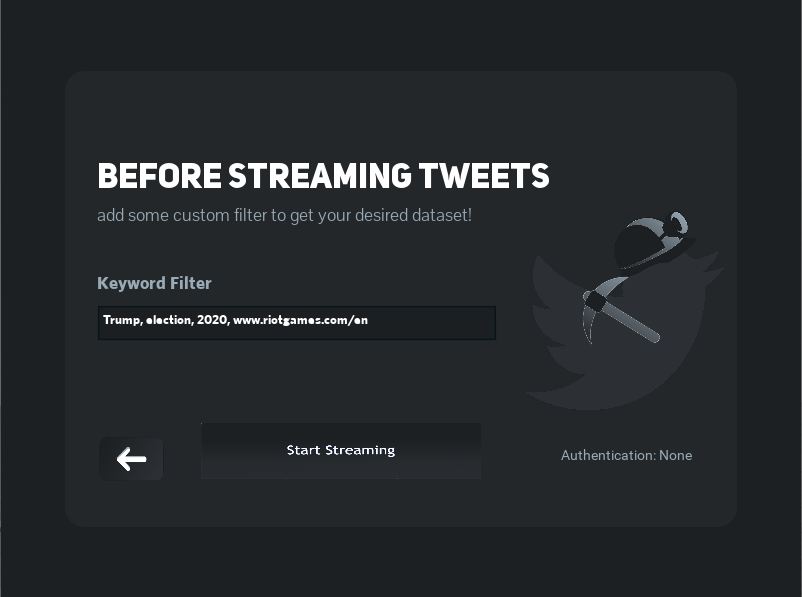 BEFORE STREAMING TWEETS
add some custom filter to get your desired dataset!
Keyword Filter
Trump, election, 2020, www.riotgames.com/en
Start Streaming
Authentication: None